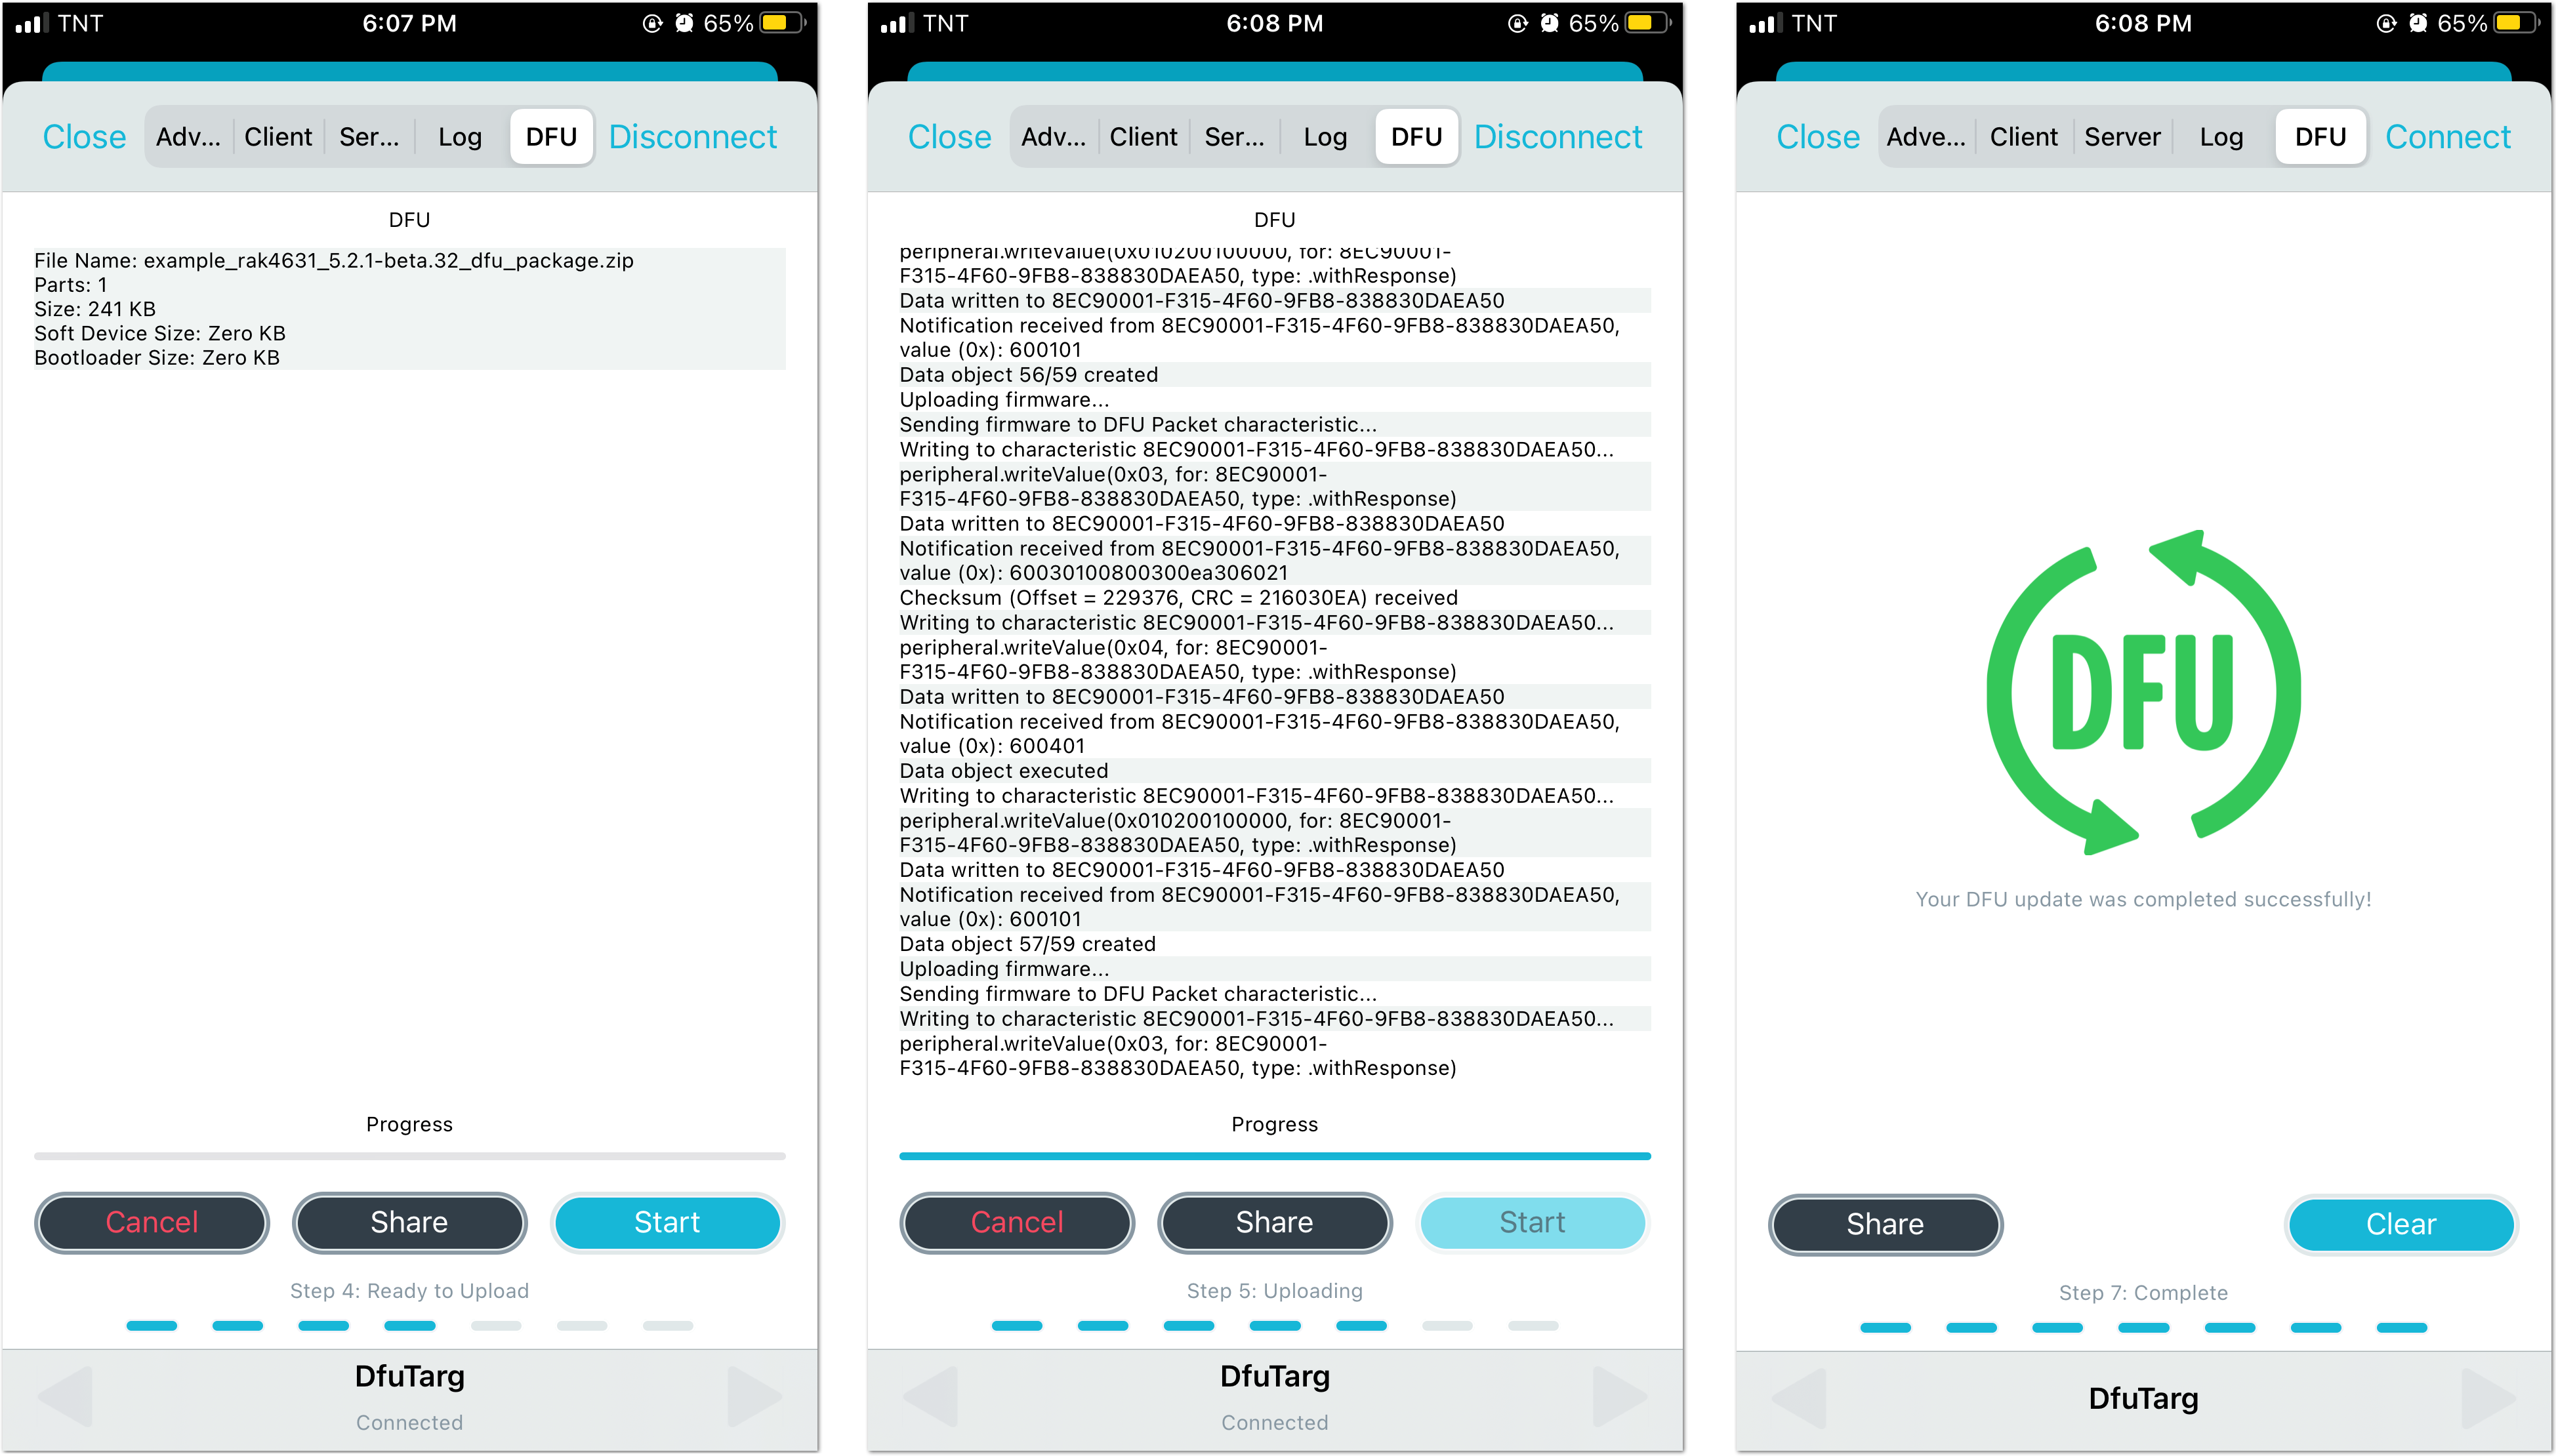 TNT
6:07 PM
65%
Close
Adv...
Client
Ser...
Log
DFU
Disconnect
DFU
File Name: example_rak4631_5.2.1-beta.32_dfu_package.zip
Parts: 1
Size: 241 KB
Soft Device Size: Zero KB
Bootloader Size: Zero KB
Progress
Cancel
Share
Start
Step 4: Ready to Upload
DfuTarg
Connected
TNT
6:08 PM
65%
Close
Adv...
Client
Ser...
Log
DFU
Disconnect
DFU
peripheral.writeValue(0x010200100000, for: 8EC90001-
F315-4F60-9FB8-838830DAEA50, type: .withResponse)
Data written to 8EC90001-F315-4F60-9FB8-838830DAEA50
Notification received from 8EC90001-F315-4F60-9FB8-838830DAEA50,
value (0x): 600101
Data object 56/59 created
Uploading firmware...
Sending firmware to DFU Packet characteristic...
Writing to characteristic 8EC90001-F315-4F60-9FB8-838830DAEA50...
peripheral.writeValue(0x03, for: 8EC90001-
F315-4F60-9FB8-838830DAEA50, type: .withResponse)
Data written to 8EC90001-F315-4F60-9FB8-838830DAEA50
Notification received from 8EC90001-F315-4F60-9FB8-838830DAEA50,
value (0x): 60030100800300ea306021
Checksum (Offset = 229376, CRC = 216030EA) received
Writing to characteristic 8EC90001-F315-4F60-9FB8-838830DAEA50...
peripheral.writeValue(0x04, for: 8EC90001-
F315-4F60-9FB8-838830DAEA50, type: .withResponse)
Data written to 8EC90001-F315-4F60-9FB8-838830DAEA50
Notification received from 8EC90001-F315-4F60-9FB8-838830DAEA50,
value (0x): 600401
Data object executed
Writing to characteristic 8EC90001-F315-4F60-9FB8-838830DAEA50...
peripheral.writeValue(0x010200100000, for: 8EC90001-
F315-4F60-9FB8-838830DAEA50, type: .withResponse)
Data written to 8EC90001-F315-4F60-9FB8-838830DAEA50
Notification received from 8EC90001-F315-4F60-9FB8-838830DAEA50,
value (0x): 600101
Data object 57/59 created
Uploading firmware...
Sending firmware to DFU Packet characteristic...
Writing to characteristic 8EC90001-F315-4F60-9FB8-838830DAEA50...
peripheral.writeValue(0x03, for: 8EC90001-
F315-4F60-9FB8-838830DAEA50, type: .withResponse)
Progress
Cancel
Share
Start
Step 5: Uploading
DfuTarg
Connected
TNT
6:08 PM
65%
Close
Adve...
Client
Server
Log
DFU
Connect
DFU
Your DFU update was completed successfully!
Share
Clear
Step 7: Complete
DfuTarg